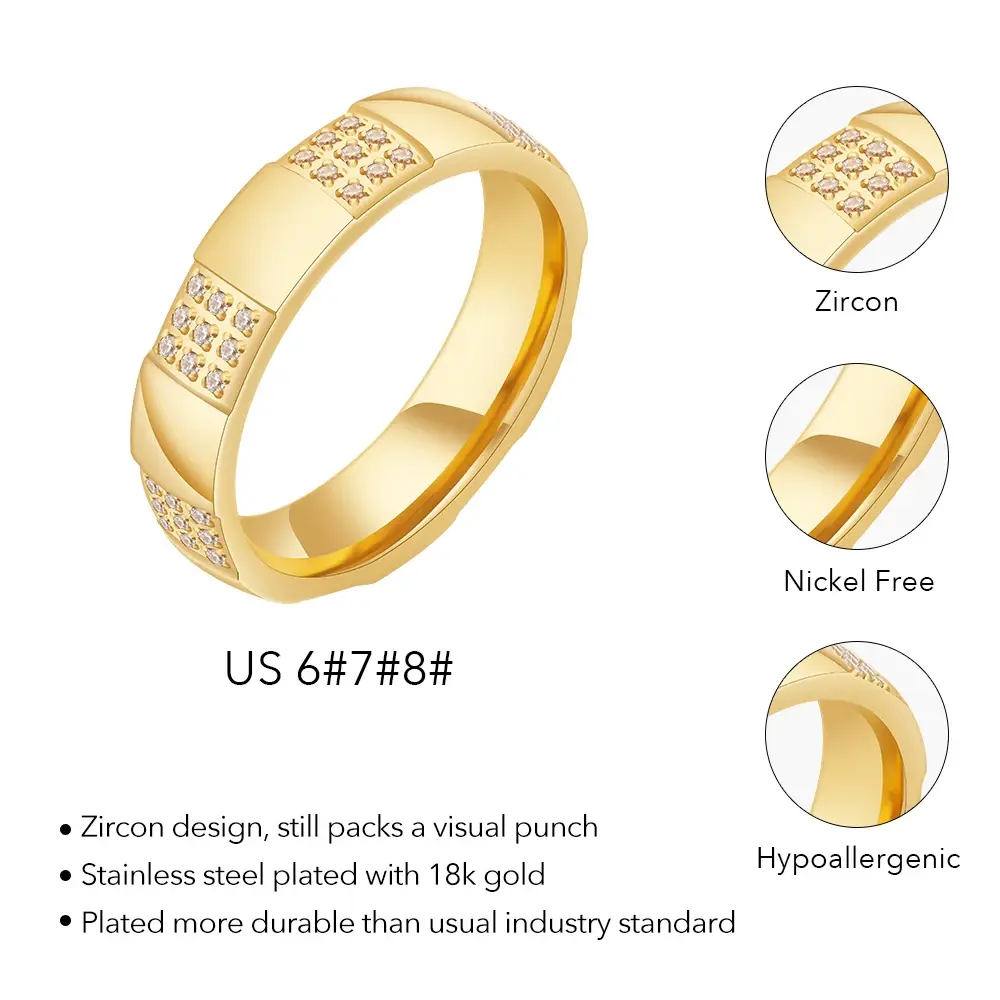 Zircon
Nickel Free
US 6#7#8#
Hypoallergenic
• Zircon design, still packs a visual punch
• Stainless steel plated with 18k gold
• Plated more durable than usual industry standard